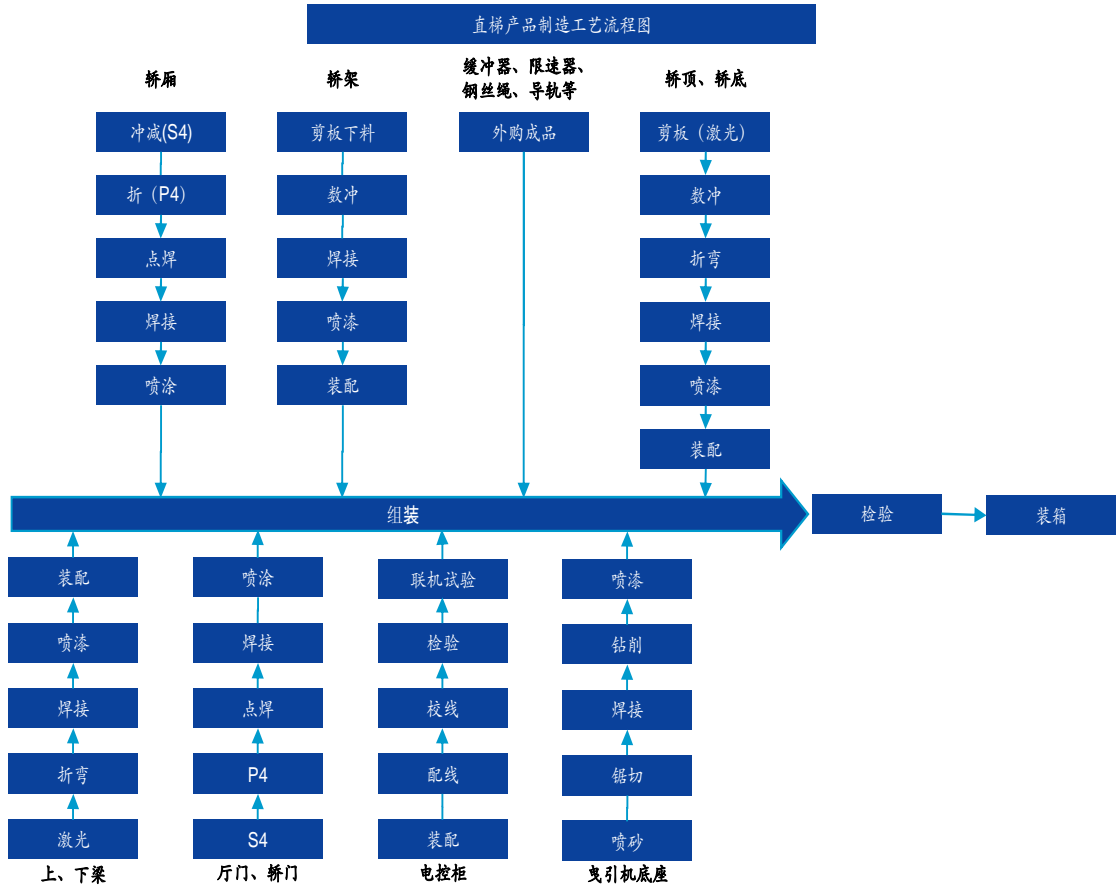 直梯产品制造工艺流程图
轿厢
轿架
缓冲器、限速器、
钢丝绳、导轨等
轿顶、轿底
冲减(S4)
剪板下料
外购成品
剪板（激光）
折（P4）
数冲
数冲
点焊
焊接
折弯
焊接
喷漆
焊接
喷涂
装配
喷漆
装配
组装
检验
装箱
装配
喷涂
联机试验
喷漆
喷漆
焊接
检验
钻削
焊接
点焊
校线
焊接
折弯
P4
配线
锯切
激光
S4
装配
喷砂
上、下梁
厅门、轿门
电控柜
曳引机底座